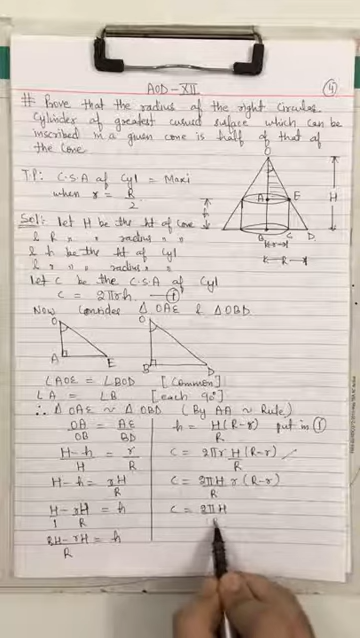 AOD - XII
④
# Prove that the radius of the right Circular
Cylinder of greatest curved surface which can be
inscribed in a given cone is half of that of
the Cone.
T.P: C.S.A of Cyl = Maxi
when r = R/2
O
A E
B C D
h
H
r
R
Sol: let H be the ht of Cone
& R " " radius " "
& h be the ht of Cyl
& r " " radius " "
let C be the C.S.A of Cyl
C = 2πrh. — ①
Now Consider △ OAE & △ OBD
O O
A E B D
∠AOE = ∠BOD [Common]
∠A = ∠B [each 90°]
∴ △ OAE ~ △ OBD (By AA ~ Rule)
OA/OB = AE/BD
H-h/H = r/R
H-h = rH/R
H/1 - rH/R = h
RH-rH/R = h
h = H(R-r)/R put in ①
C = 2πr H(R-r)/R
C = 2πH/R r(R-r)
C = 2πH